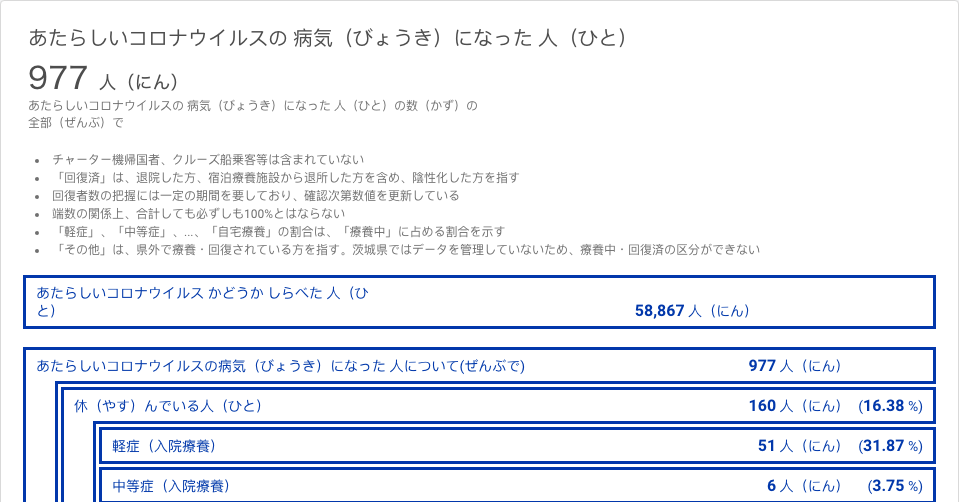 あたらしいコロナウイルスの 病気（びょうき）になった 人（ひと）
977 人（にん）
あたらしいコロナウイルスの 病気（びょうき）になった 人（ひと）の数（かず）の
全部（ぜんぶ）で
• チャーター機帰国者、クルーズ船乗客等は含まれていない
• 「回復済」は、退院した方、宿泊療養施設から退所した方を含め、陰性化した方を指す
• 回復者数の把握には一定の期間を要しており、確認次第数値を更新している
• 端数の関係上、合計しても必ずしも100%とはならない
• 「軽症」、「中等症」、...、「自宅療養」の割合は、「療養中」に占める割合を示す
• 「その他」は、県外で療養・回復されている方を指す。茨城県ではデータを管理していないため、療養中・回復済の区分ができない
あたらしいコロナウイルス かどうか しらべた 人（ひ
と） 58,867 人（にん）
あたらしいコロナウイルスの病気（びょうき）になった 人について(ぜんぶで) 977 人（にん）
休（やす）んでいる人（ひと） 160 人（にん） (16.38 %)
軽症（入院療養） 51 人（にん） (31.87 %)
中等症（入院療養） 6 人（にん） (3.75 %)